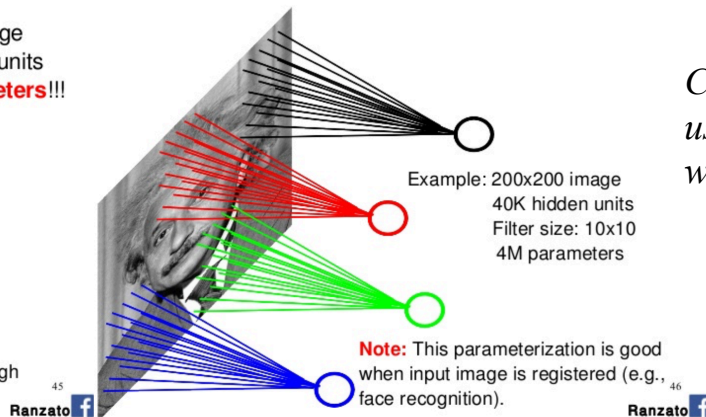 ge
units
eters!!!
Example: 200x200 image
40K hidden units
Filter size: 10x10
4M parameters
Note: This parameterization is good
when input image is registered (e.g.,
face recognition).
gh
45
Ranzato f
46
Ranzato f
C
us
w